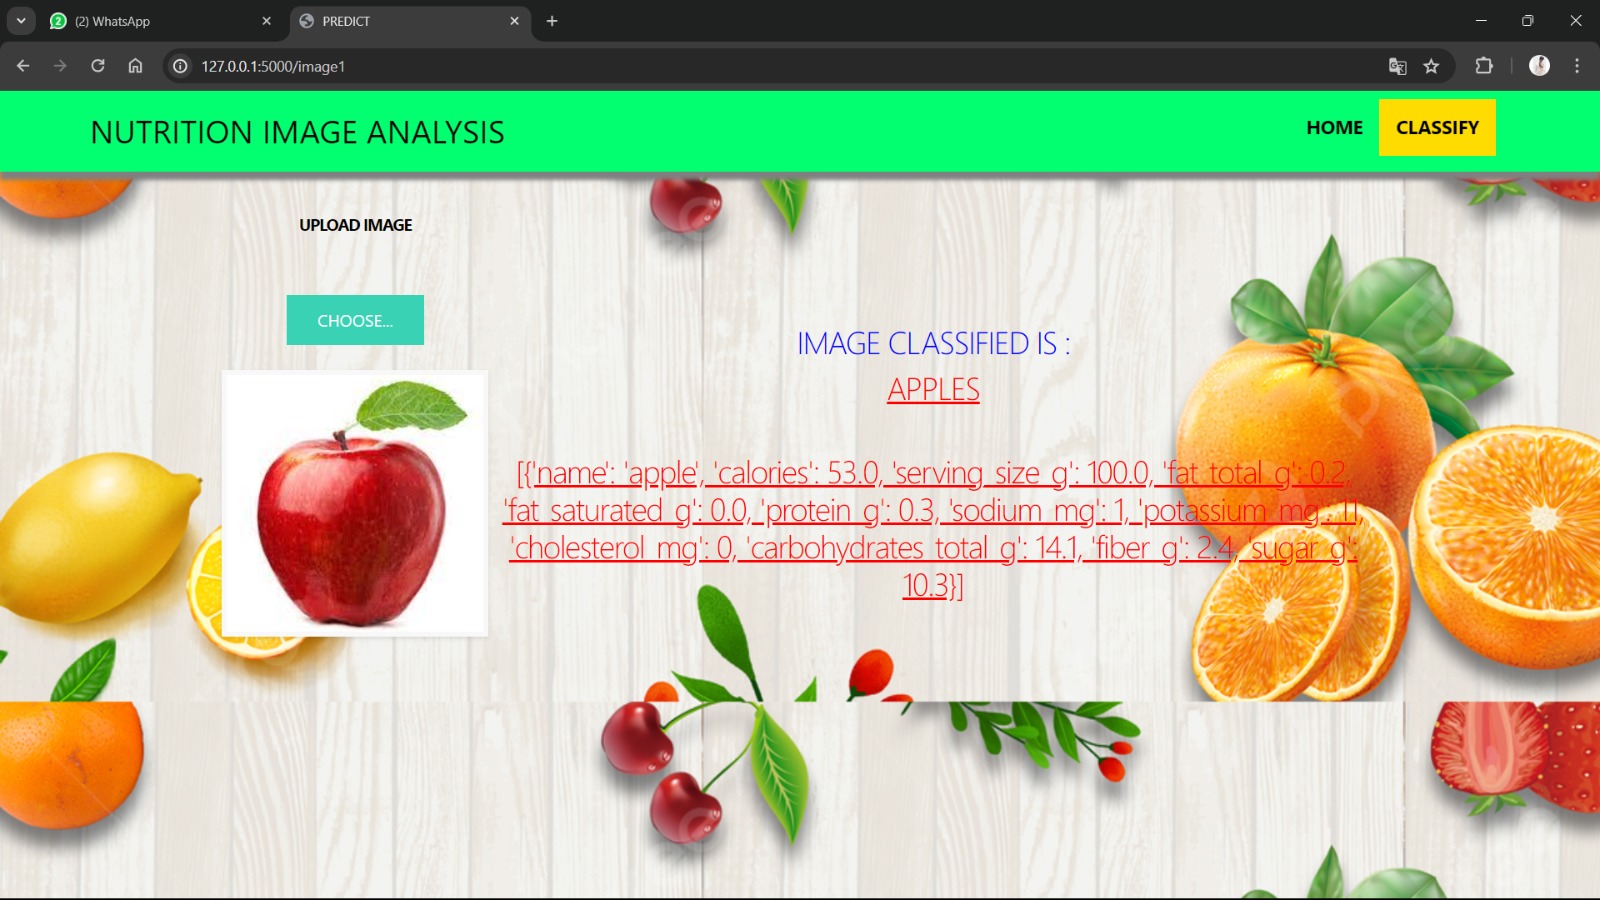 (2) WhatsApp
PREDICT
127.0.0.1:5000/image1
NUTRITION IMAGE ANALYSIS
HOME
CLASSIFY
UPLOAD IMAGE
CHOOSE...
IMAGE CLASSIFIED IS :
APPLES
[{'name': 'apple', 'calories': 53.0, 'serving_size_g': 100.0, 'fat_total_g': 0.2,
'fat_saturated_g': 0.0, 'protein_g': 0.3, 'sodium_mg': 1, 'potassium_mg': 11,
'cholesterol_mg': 0, 'carbohydrates_total_g': 14.1, 'fiber_g': 2.4, 'sugar_g':
10.3}]